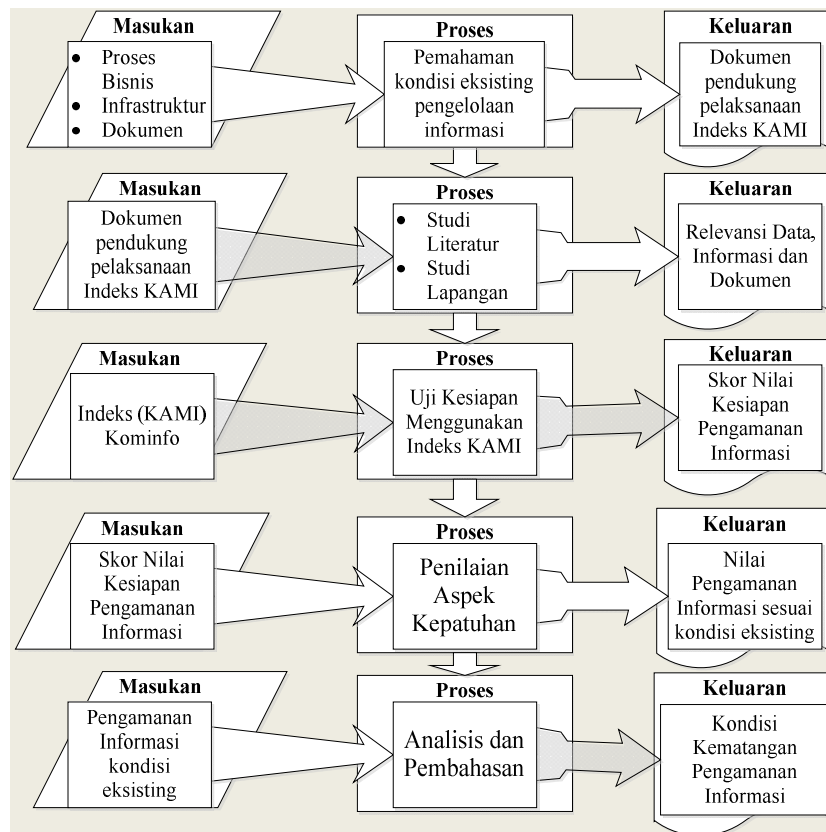 Masukan
• Proses
Bisnis
• Infrastruktur
• Dokumen
Proses
Pemahaman
kondisi eksisting
pengelolaan
informasi
Keluaran
Dokumen
pendukung
pelaksanaan
Indeks KAMI
Masukan
Dokumen
pendukung
pelaksanaan
Indeks KAMI
Proses
• Studi
Literatur
• Studi
Lapangan
Keluaran
Relevansi Data,
Informasi dan
Dokumen
Masukan
Indeks (KAMI)
Kominfo
Proses
Uji Kesiapan
Menggunakan
Indeks KAMI
Keluaran
Skor Nilai
Kesiapan
Pengamanan
Informasi
Masukan
Skor Nilai
Kesiapan
Pengamanan
Informasi
Proses
Penilaian
Aspek
Kepatuhan
Keluaran
Nilai
Pengamanan
Informasi sesuai
kondisi eksisting
Masukan
Pengamanan
Informasi
kondisi
eksisting
Proses
Analisis dan
Pembahasan
Keluaran
Kondisi
Kematangan
Pengamanan
Informasi